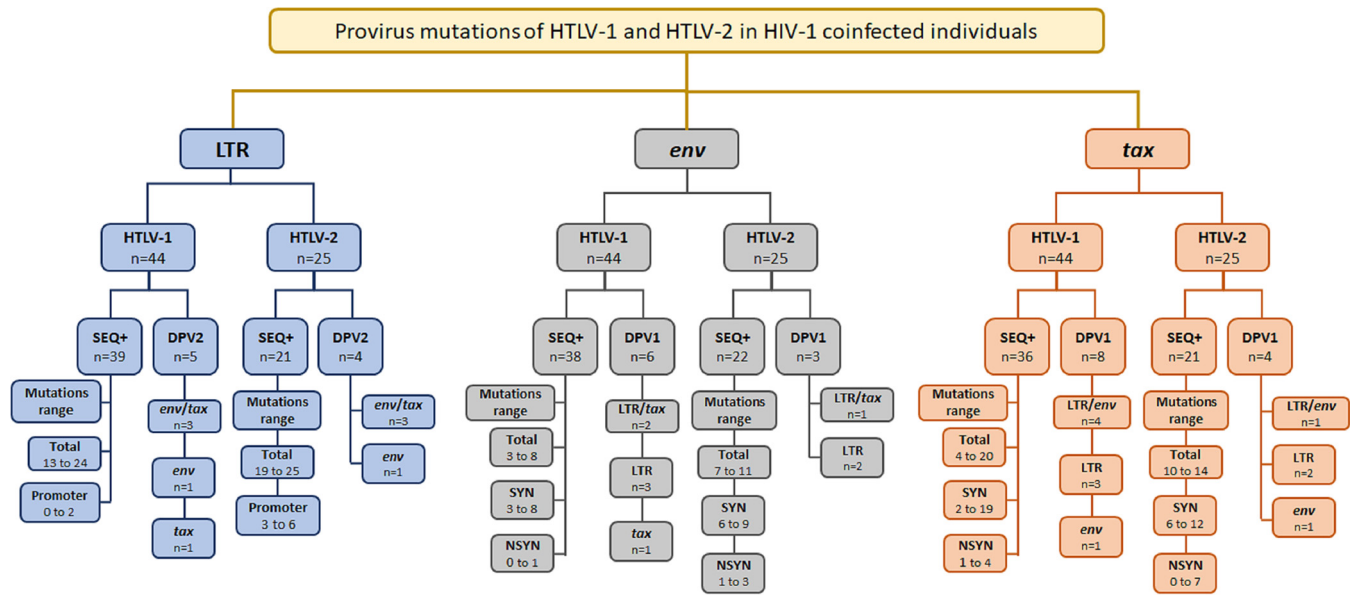 Provirus mutations of HTLV-1 and HTLV-2 in HIV-1 coinfected individuals
LTR
HTLV-1
n=44
SEQ+
n=39
Mutations
range
Total
13 to 24
Promoter
0 to 2
DPV2
n=5
env/tax
n=3
env
n=1
tax
n=1
HTLV-2
n=25
SEQ+
n=21
Mutations
range
Total
19 to 25
Promoter
3 to 6
DPV2
n=4
env/tax
n=3
env
n=1
env
HTLV-1
n=44
SEQ+
n=38
Mutations
range
Total
3 to 8
SYN
3 to 8
NSYN
0 to 1
DPV1
n=6
LTR/tax
n=2
LTR
n=3
tax
n=1
HTLV-2
n=25
SEQ+
n=22
Mutations
range
Total
7 to 11
SYN
6 to 9
NSYN
1 to 3
DPV1
n=3
LTR/tax
n=1
LTR
n=2
tax
HTLV-1
n=44
SEQ+
n=36
Mutations
range
Total
4 to 20
SYN
2 to 19
NSYN
1 to 4
DPV1
n=8
LTR/env
n=4
LTR
n=3
env
n=1
HTLV-2
n=25
SEQ+
n=21
Mutations
range
Total
10 to 14
SYN
6 to 12
NSYN
0 to 7
DPV1
n=4
LTR/env
n=1
LTR
n=2
env
n=1